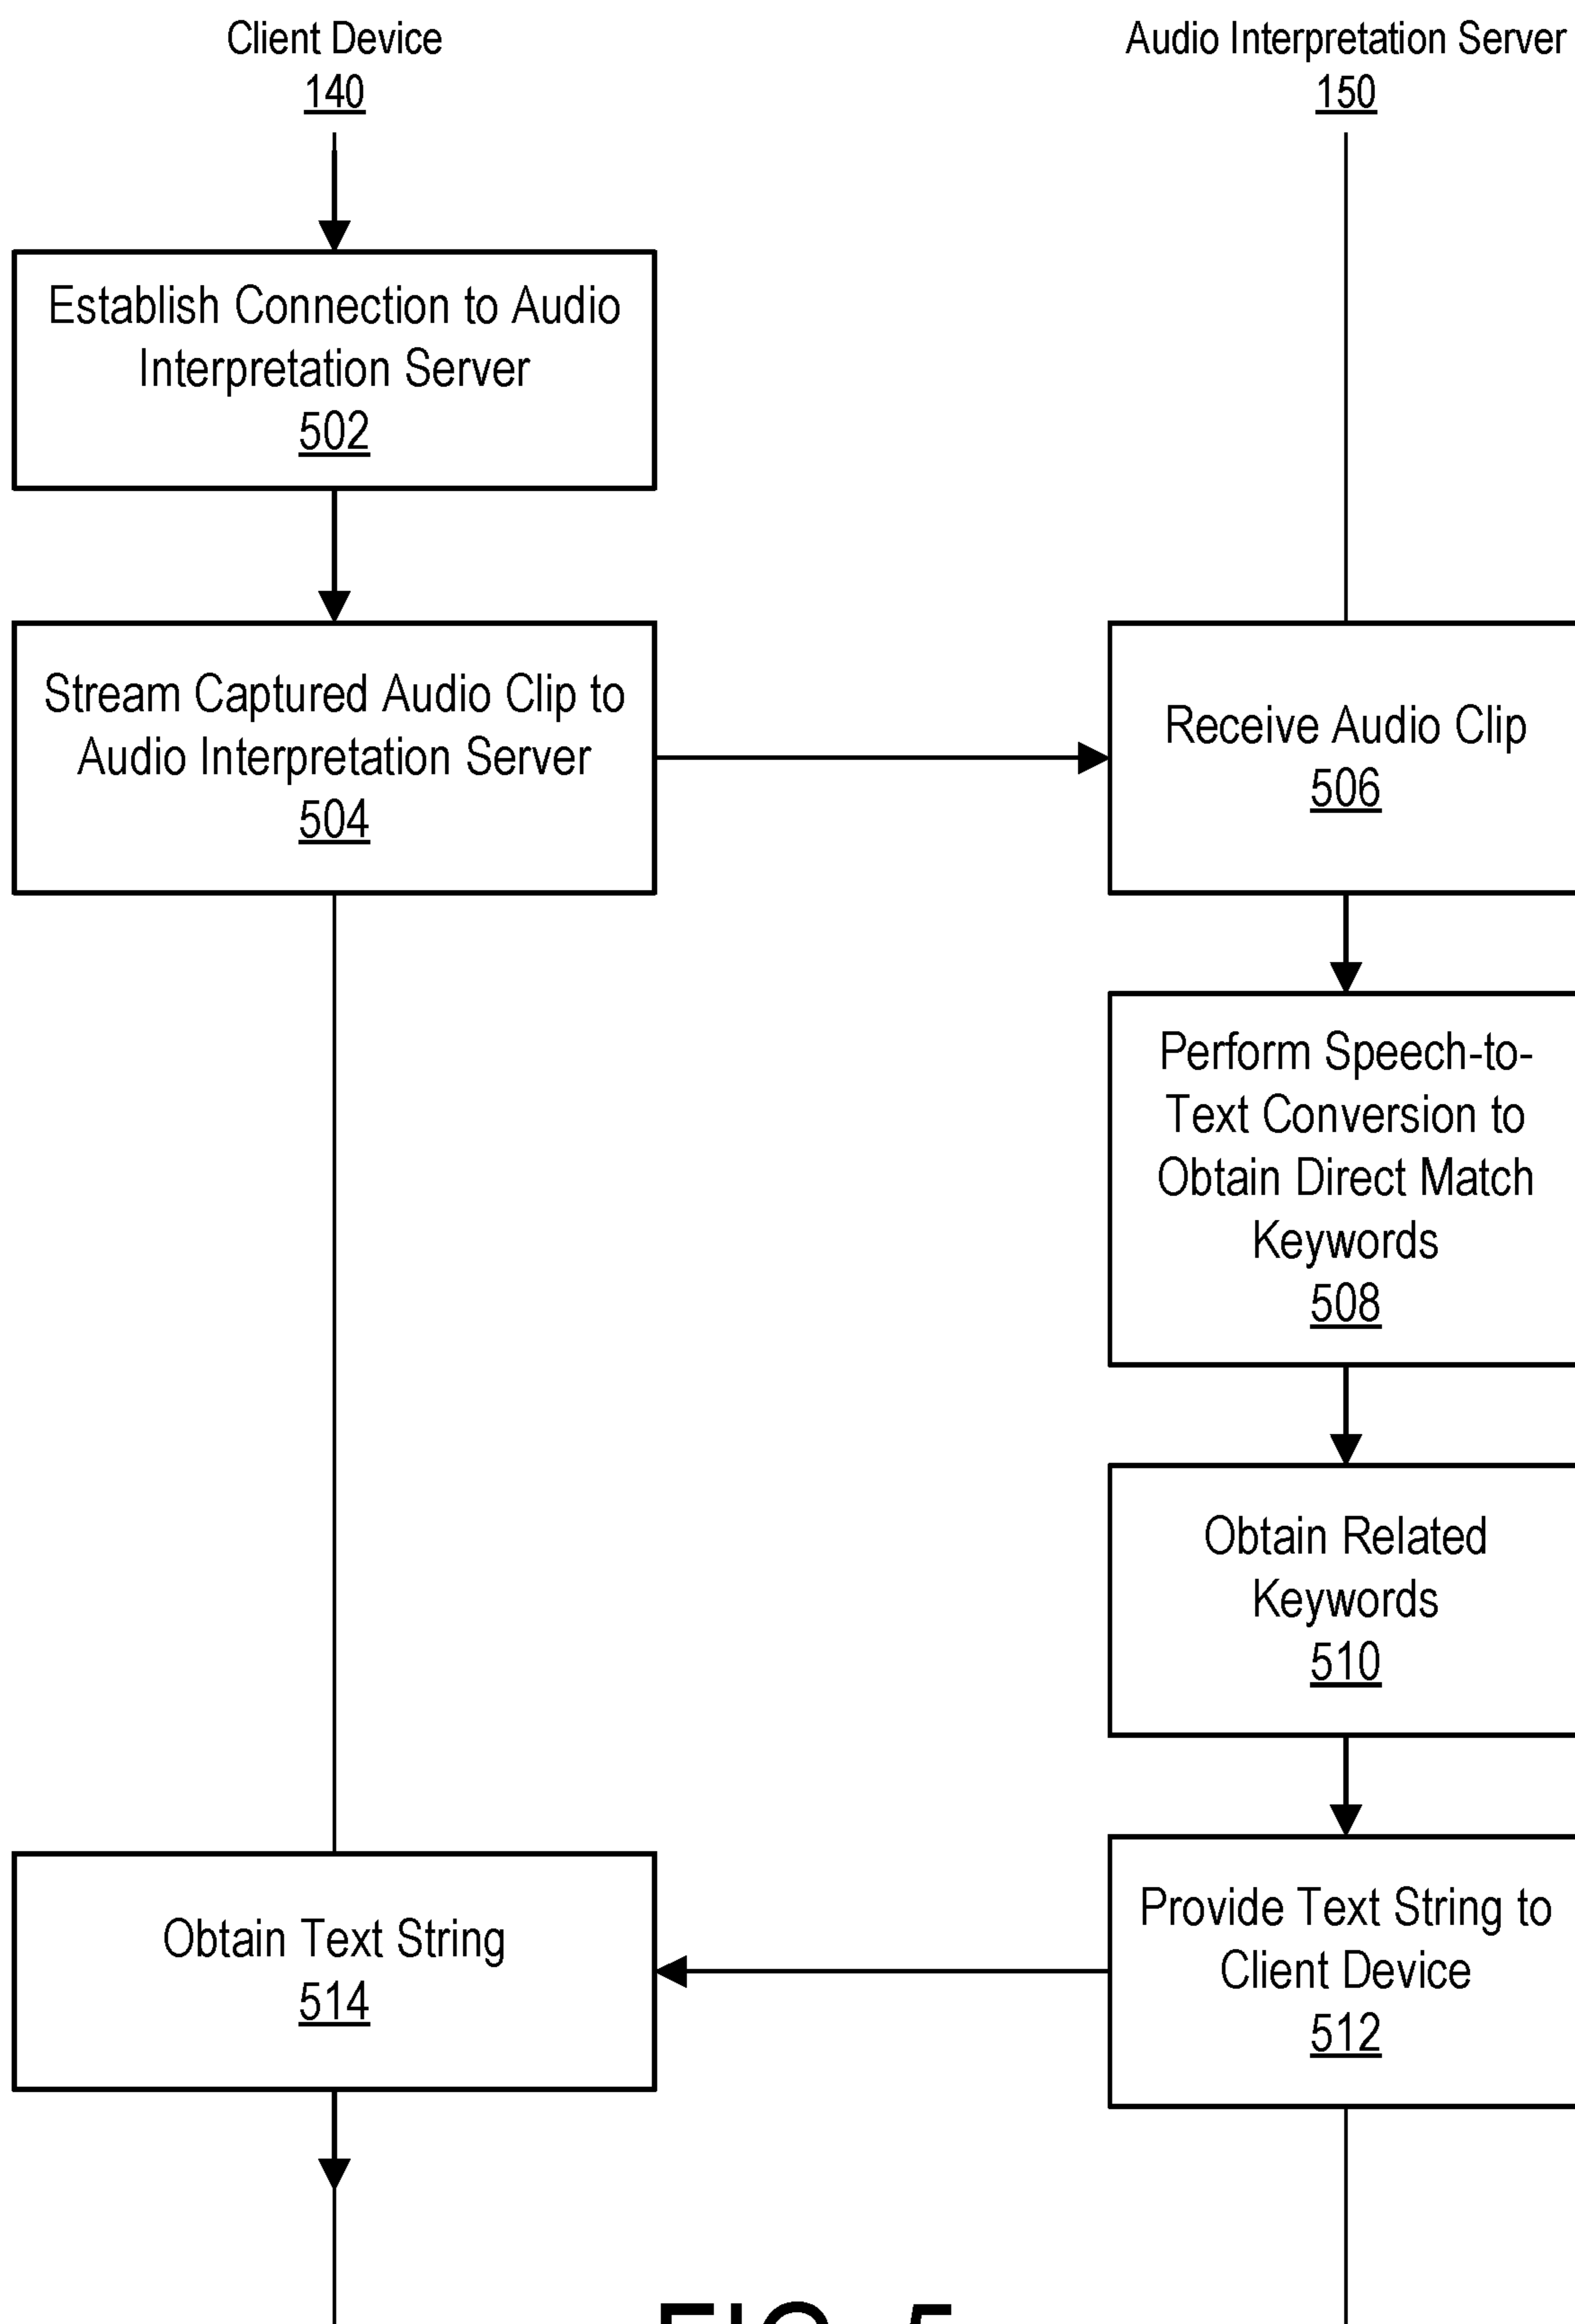 Client Device
140
Audio Interpretation Server
150
Establish Connection to Audio
Interpretation Server
502
Stream Captured Audio Clip to
Audio Interpretation Server
504
Receive Audio Clip
506
Perform Speech-to-
Text Conversion to
Obtain Direct Match
Keywords
508
Obtain Related
Keywords
510
Provide Text String to
Client Device
512
Obtain Text String
514
FIG. 5